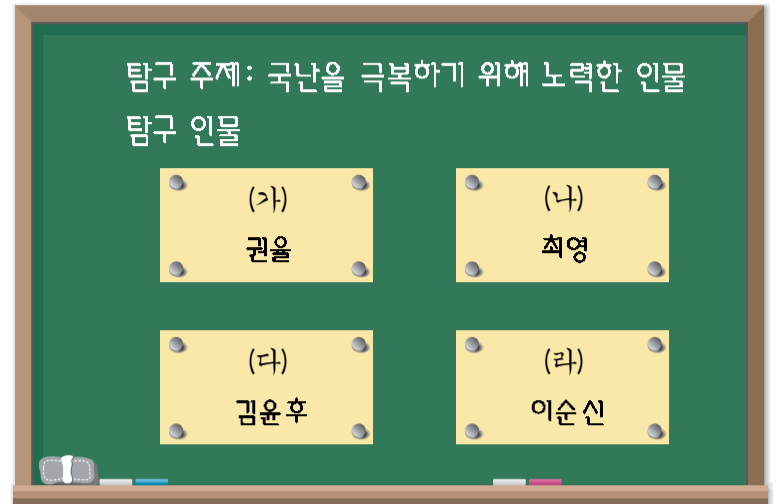 탐구 주제: 국난을 극복하기 위해 노력한 인물
탐구 인물
(가)
권율
(나)
최영
(다)
김윤후
(라)
이순신